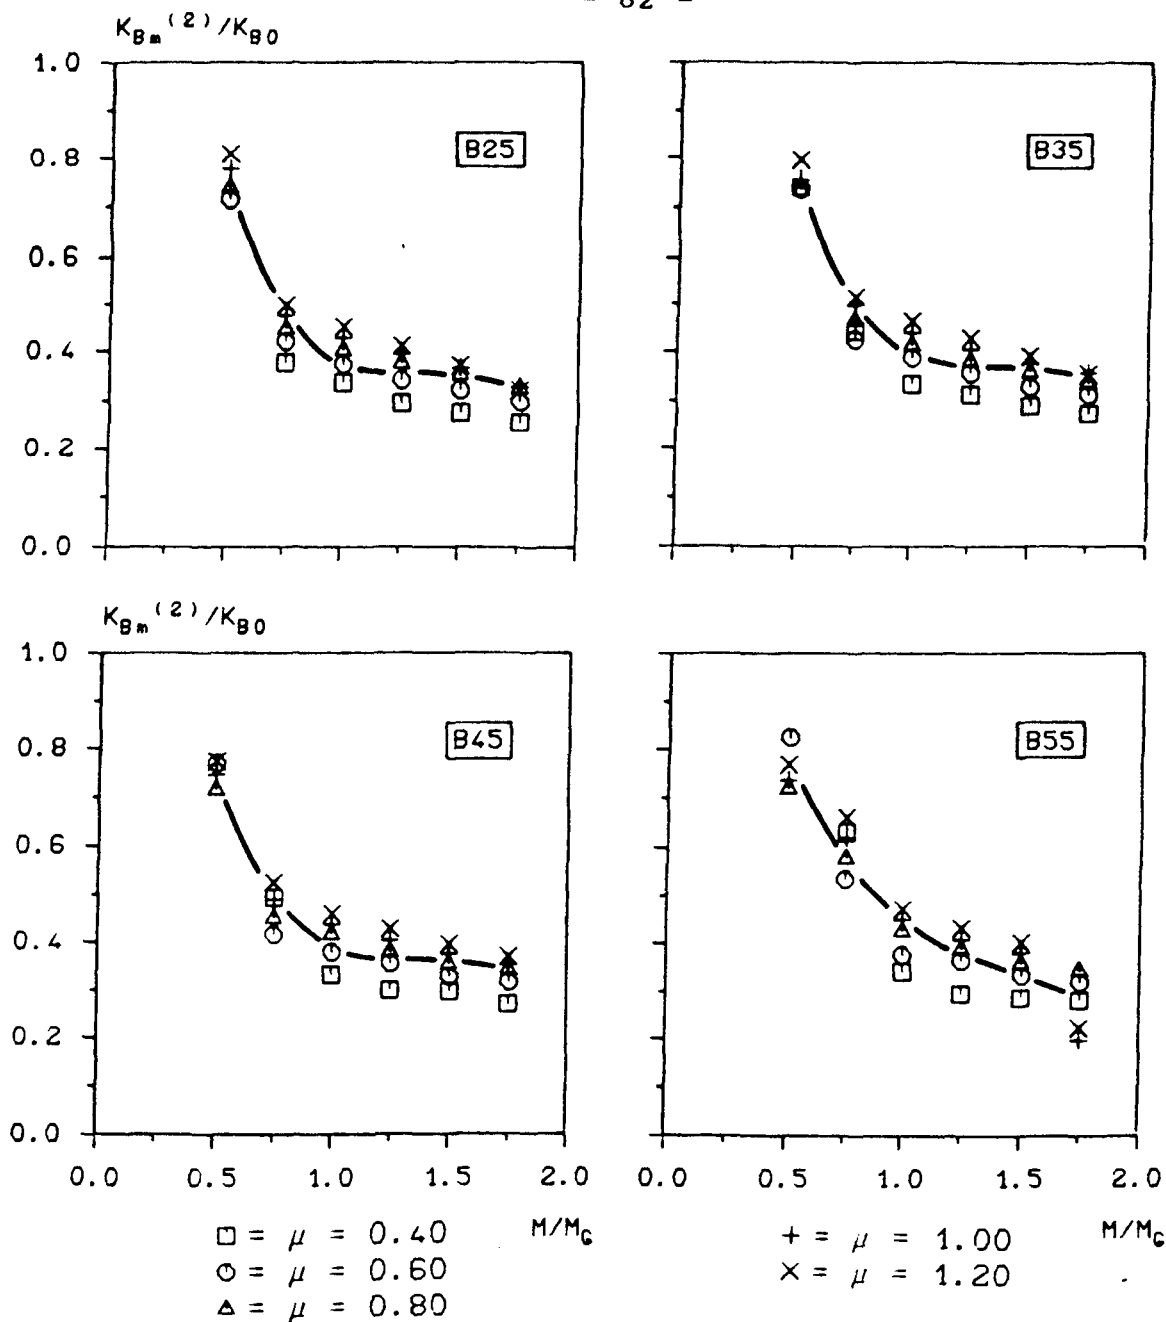 - 82 -
K_Bm^(2)/K_B0
1.0
0.8
0.6
0.4
0.2
0.0
B25
B35
K_Bm^(2)/K_B0
1.0
0.8
0.6
0.4
0.2
0.0
B45
B55
0.0 0.5 1.0 1.5 2.0
0.0 0.5 1.0 1.5 2.0
M/M_G
M/M_G
□ = μ = 0.40
○ = μ = 0.60
△ = μ = 0.80
+ = μ = 1.00
× = μ = 1.20